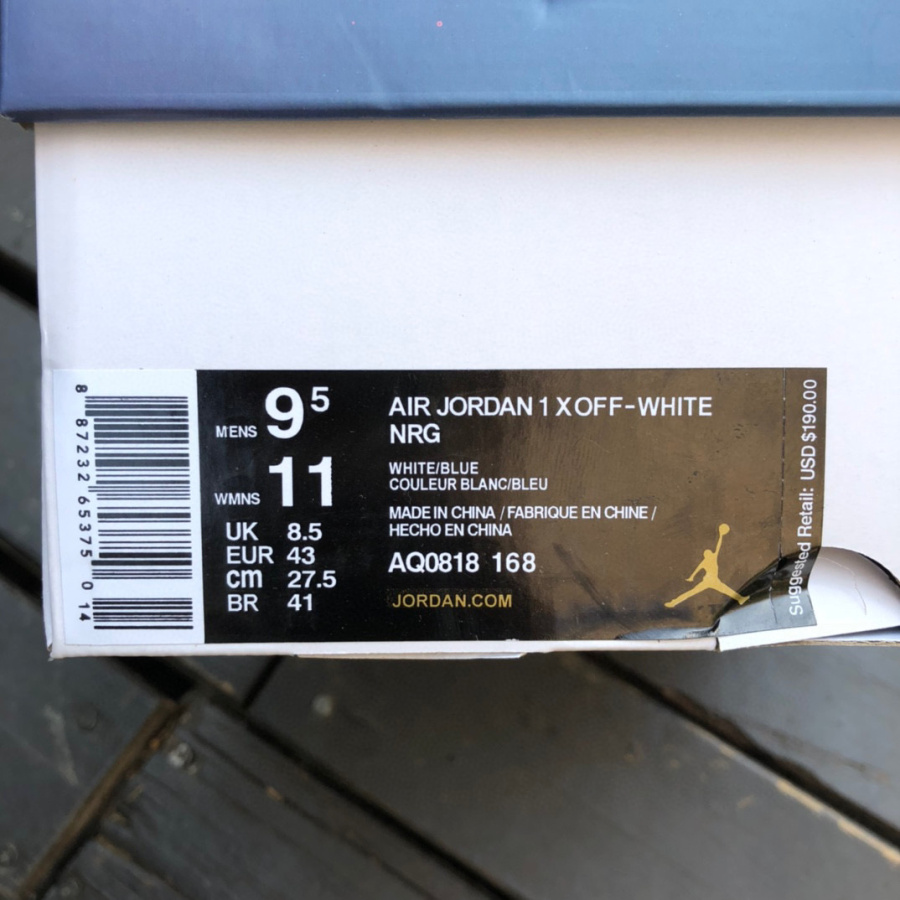 8 87232 65375 0 14
MENS 9 5
WMNS 11
UK 8.5
EUR 43
cm 27.5
BR 41
AIR JORDAN 1 X OFF-WHITE
NRG
WHITE/BLUE
COULEUR BLANC/BLEU
MADE IN CHINA / FABRIQUE EN CHINE /
HECHO EN CHINA
AQ0818 168
JORDAN.COM
Suggested Retail: USD $190.00